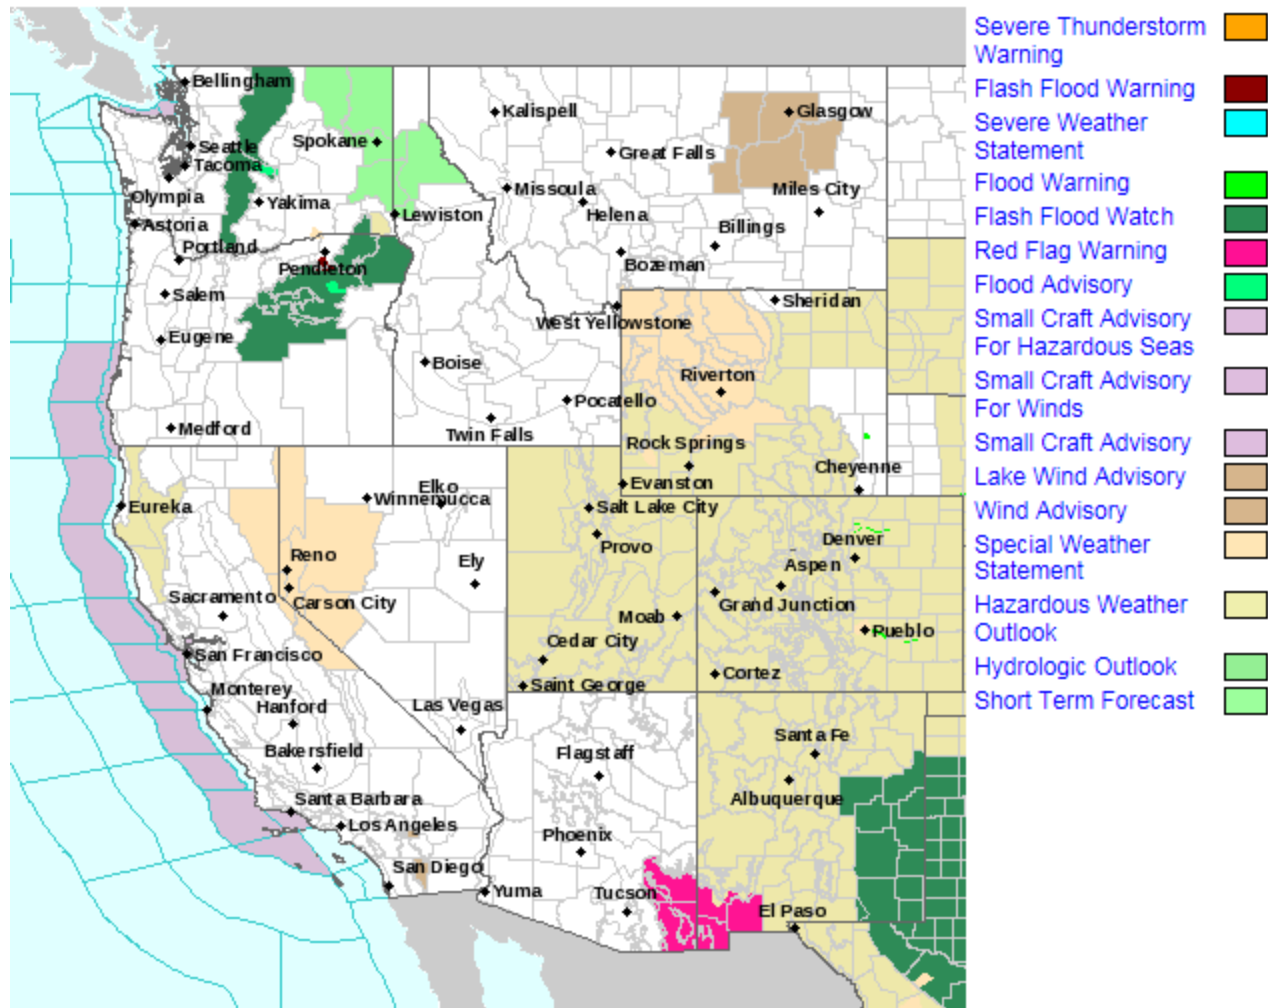 Bellingham
Seattle
Tacoma
Olympia
Yakima
Spokane
Astoria
Portland
Lewiston
Pendleton
Salem
Eugene
Medford
Kalispell
Glasgow
Great Falls
Missoula
Miles City
Helena
Billings
Bozeman
West Yellowstone
Sheridan
Boise
Pocatello
Twin Falls
Riverton
Rock Springs
Cheyenne
Evanston
Eureka
Elko
Winnemucca
Salt Lake City
Provo
Denver
Reno
Ely
Aspen
Sacramento
Carson City
Grand Junction
Moab
Pueblo
San Francisco
Cedar City
Cortez
Saint George
Monterey
Hanford
Las Vegas
Bakersfield
Flagstaff
Santa Fe
Albuquerque
Santa Barbara
Los Angeles
Phoenix
San Diego
Yuma
Tucson
El Paso
Severe Thunderstorm
Warning
Flash Flood Warning
Severe Weather
Statement
Flood Warning
Flash Flood Watch
Red Flag Warning
Flood Advisory
Small Craft Advisory
For Hazardous Seas
Small Craft Advisory
For Winds
Small Craft Advisory
Lake Wind Advisory
Wind Advisory
Special Weather
Statement
Hazardous Weather
Outlook
Hydrologic Outlook
Short Term Forecast